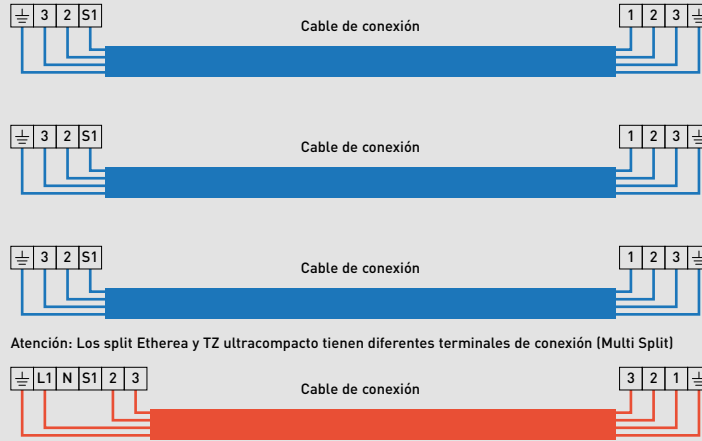 ⏚ 3 2 S1 Cable de conexión 1 2 3 ⏚
⏚ 3 2 S1 Cable de conexión 1 2 3 ⏚
⏚ 3 2 S1 Cable de conexión 1 2 3 ⏚
Atención: Los split Etherea y TZ ultracompacto tienen diferentes terminales de conexión (Multi Split)
⏚ L1 N S1 2 3 Cable de conexión 3 2 1 ⏚